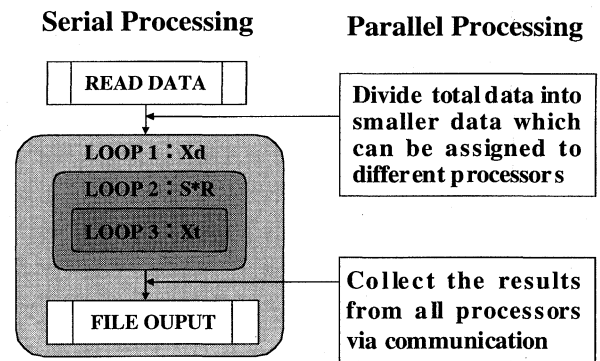 Serial Processing
Parallel Processing
READ DATA
Divide total data into
smaller data which
can be assigned to
different processors
LOOP 1 : Xd
LOOP 2 : S*R
LOOP 3 : Xt
Collect the results
from all processors
via communication
FILE OUPUT